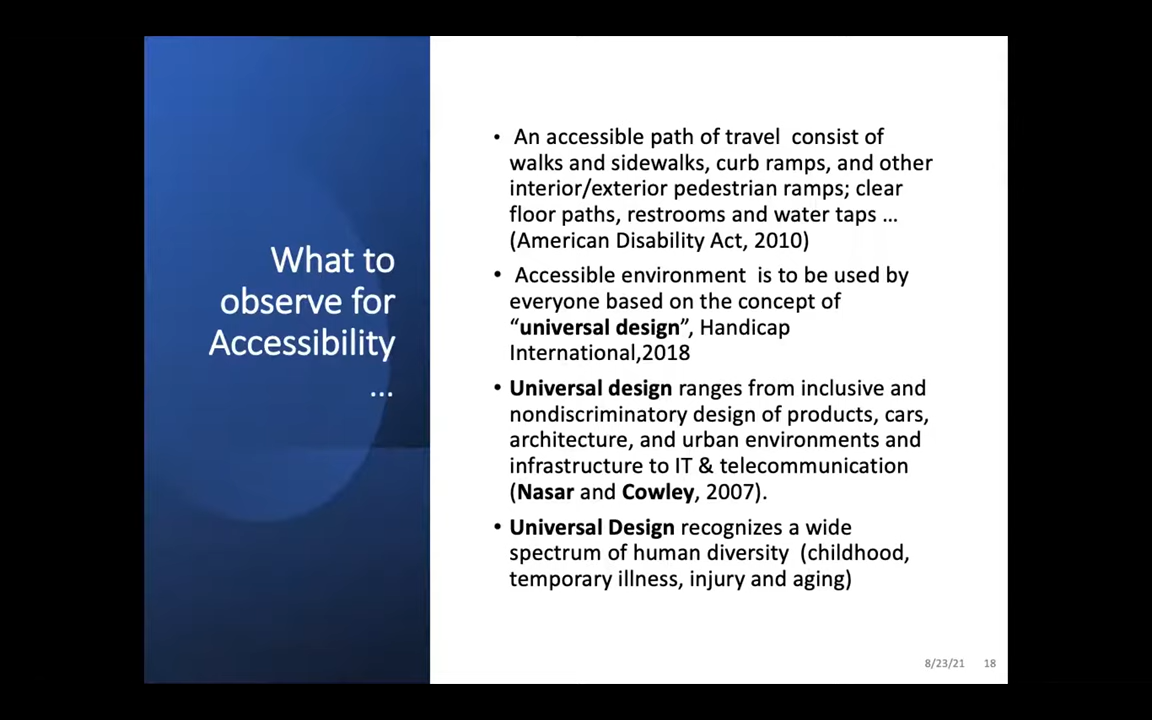 What to
observe for
Accessibility
...
• An accessible path of travel consist of
walks and sidewalks, curb ramps, and other
interior/exterior pedestrian ramps; clear
floor paths, restrooms and water taps ...
(American Disability Act, 2010)
• Accessible environment is to be used by
everyone based on the concept of
“universal design”, Handicap
International,2018
• Universal design ranges from inclusive and
nondiscriminatory design of products, cars,
architecture, and urban environments and
infrastructure to IT & telecommunication
(Nasar and Cowley, 2007).
• Universal Design recognizes a wide
spectrum of human diversity (childhood,
temporary illness, injury and aging)
8/23/21 18